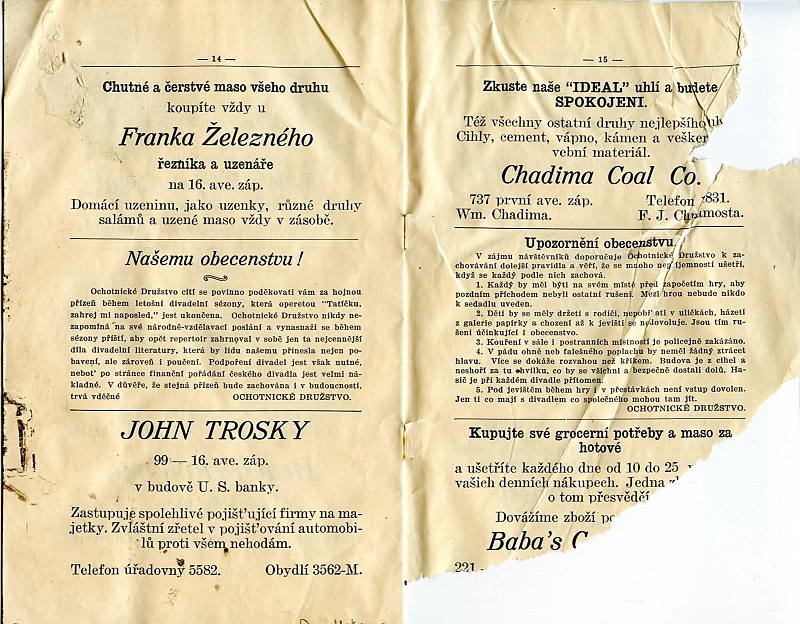 — 14 —
Chutné a čerstvé maso všeho druhu
koupíte vždy u
Franka Železného
řezníka a uzenáře
na 16. ave. záp.
Domácí uzeninu, jako uzenky, různé druhy
salámů a uzené maso vždy v zásobě.
Našemu obecenstvu!
Ochotnické Družstvo cítí se povinno poděkovati vám za hojnou
přízeň během letošní divadelní sézony, která operetou "Tatíčku,
zahrej mi naposled," jest ukončena. Ochotnické Družstvo nikdy ne-
zapomíná na své národně-vzdělavací poslání a vynasnaží se během
sézony příští, aby opět repertoir zahrnoval v sobě jen ta nejcennější
díla divadelní literatury, která by lidu našemu přinesla nejen po-
bavení, ale zároveň i poučení. Podpoření divadel jest však nutné,
neboť po stránce finanční pořádání českého divadla jest velmi ná-
kladné. V důvěře, že stejná přízeň bude zachována i v budoucnosti,
trvá vděčné OCHOTNICKÉ DRUŽSTVO.
JOHN TROSKY
99 — 16. ave. záp.
v budově U. S. banky.
Zastupuje spolehlivé pojišťující firmy na ma-
jetky. Zvláštní zřetel v pojišťování automobi-
lů proti všem nehodám.
Telefon úřadovny 5582. Obydlí 3562-M.
— 15 —
Zkuste naše "IDEAL" uhlí a budete
SPOKOJENI.
Též všechny ostatní druhy nejlepšího uh
Cihly, cement, vápno, kámen a vešker
vební materiál.
Chadima Coal Co.
737 první ave. záp. Telefon 831.
Wm. Chadima. F. J. Ch mosta.
Upozornění obecenstvu
V zájmu návštěvníků doporučuje Ochotnické Družstvo k za-
chovávání dolejší pravidla a věří, že se mnoho nepříjemností ušetří,
když se každý podle nich zachová.
1. Každý by měl býti na svém místě před započetím hry, aby
pozdním příchodem nebyli ostatní rušeni. Mezi hrou nebude nikdo
k sedadlu uveden.
2. Děti by se měly držeti s rodiči, nepobíhati v uličkách, házeti
z galerie papírky a chození až k jevišti se nedovoluje. Jsou tím ru-
šeni účinkující i obecenstvo.
3. Kouření v sále i postranních místnostech je policejně zakázáno.
4. V pádu ohně neb falešného poplachu by neměl žádný ztrácet
hlavu. Více se dokáže rozvahou než křikem. Budova je z cihel a
neshoří za tu chvilku, co by se všichni a bezpečně dostali dolů. Ha-
sič je při každém divadle přítomen.
5. Pod jevištěm během hry i v přestávkách není vstup dovolen.
Jen ti co mají s divadlem co společného mohou tam jít.
OCHOTNICKÉ DRUŽSTVO.
Kupujte své grocerní potřeby a maso za
hotové
a ušetříte každého dne od 10 do 25
vašich denních nákupech. Jedna
o tom přesvědčí
Dovážíme zboží po
Baba's C
221